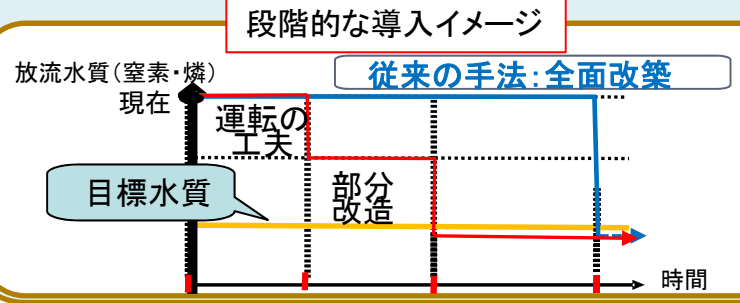 段階的な導入イメージ
放流水質(窒素・燐)
従来の手法:全面改築
現在
運転の
工夫
目標水質
部分
改造
時間